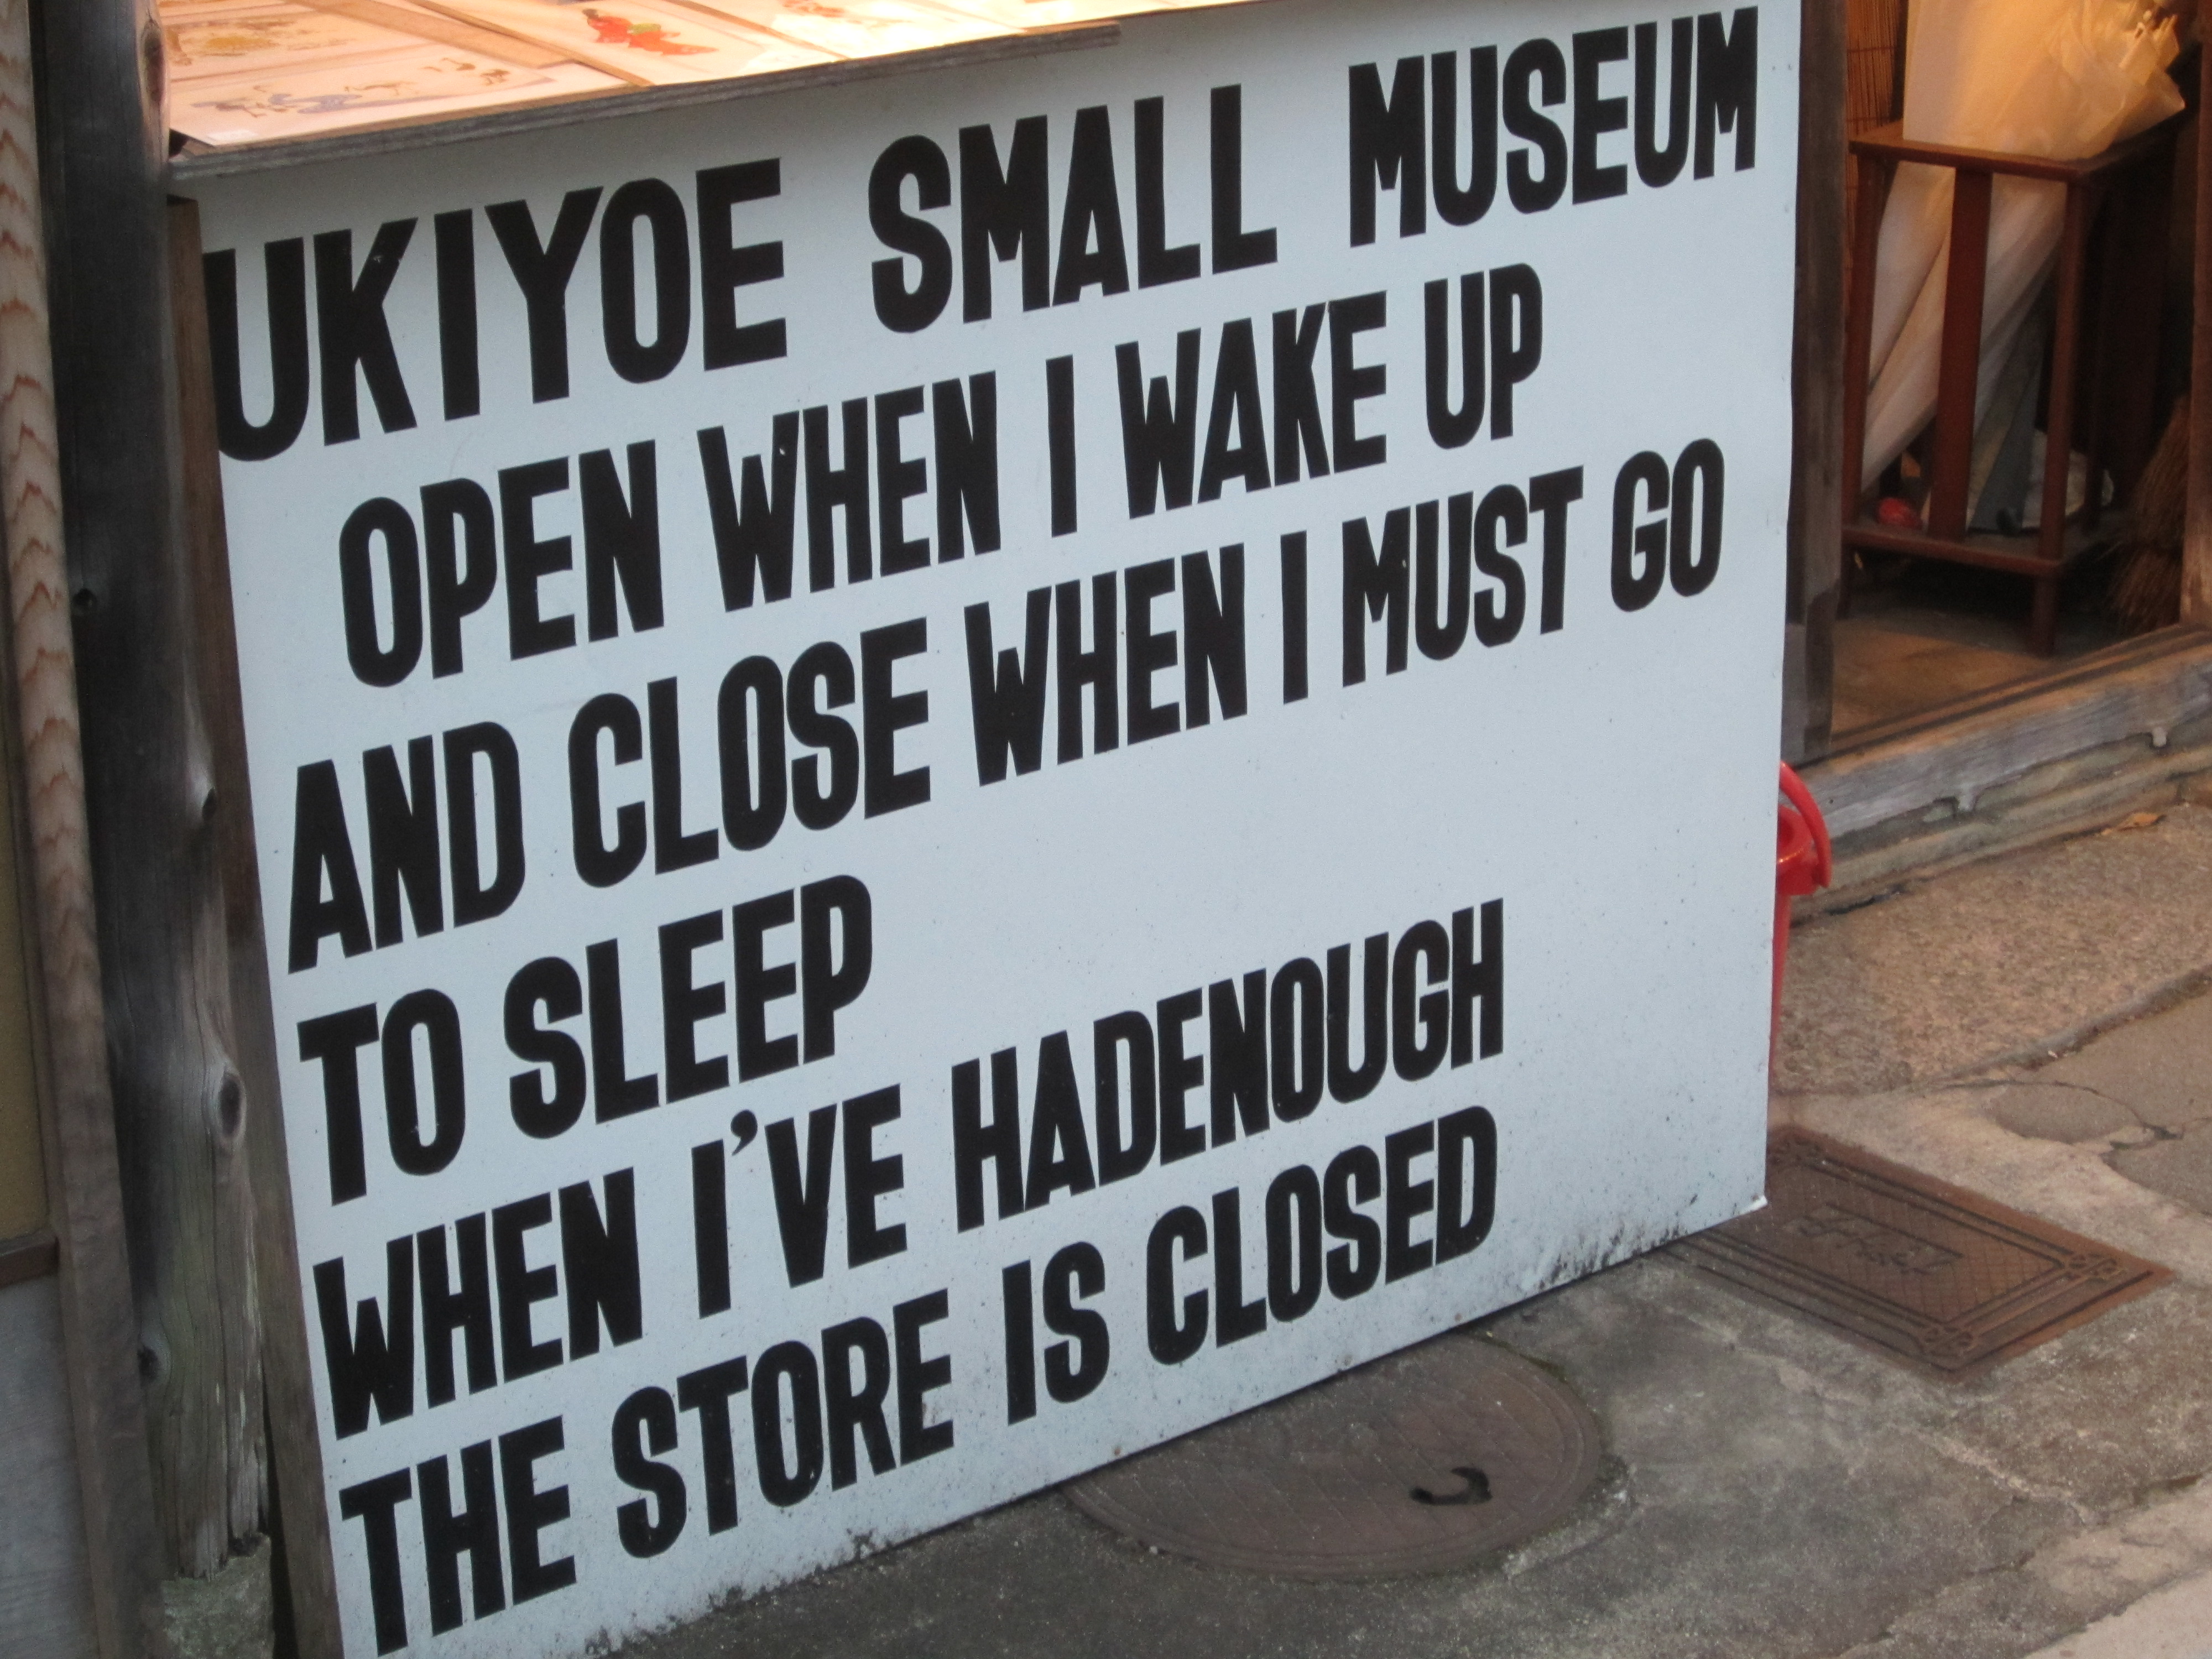 UKIYOE SMALL MUSEUM
OPEN WHEN I WAKE UP
AND CLOSE WHEN I MUST GO
TO SLEEP
WHEN I'VE HADENOUGH
THE STORE IS CLOSED